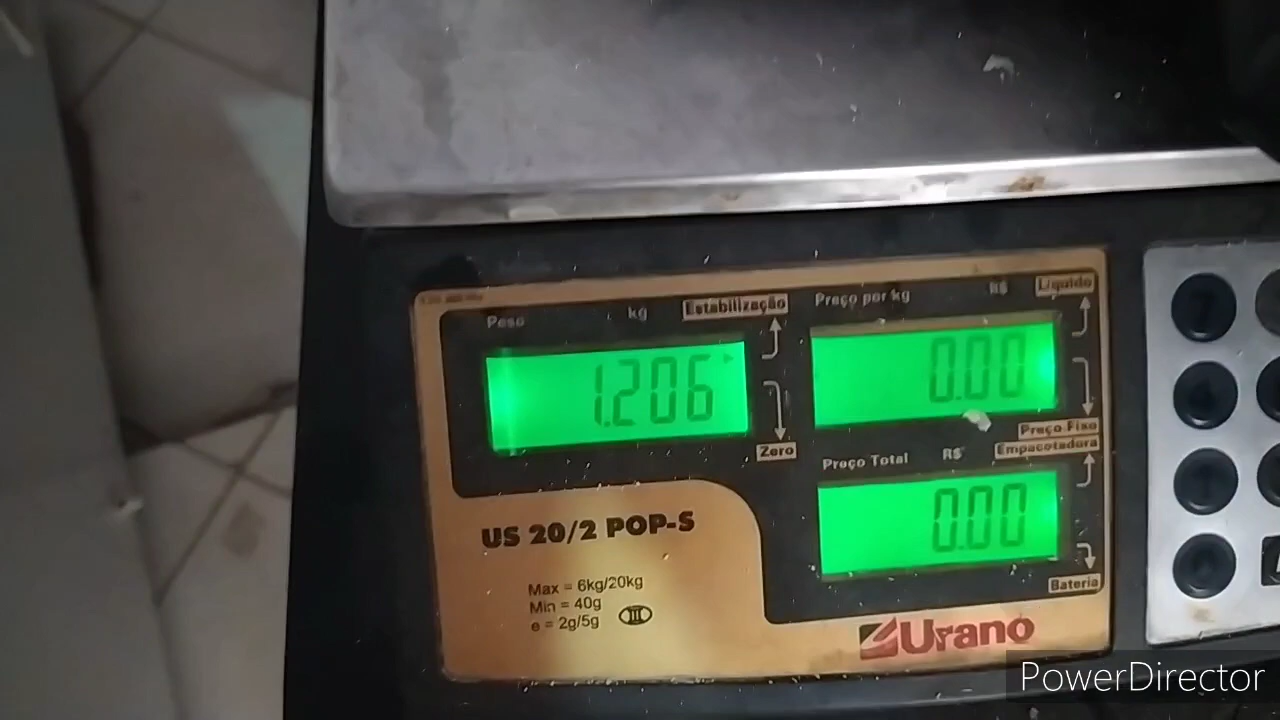 Peso kg Estabilização
1.206
Zero
Preço por kg R$ Líquido
0.00
Preço Fixo
Empacotadora
Preço Total R$
0.00
Bateria
US 20/2 POP-S
Max = 6kg/20kg
Min = 40g
e = 2g/5g III
Urano
PowerDirector